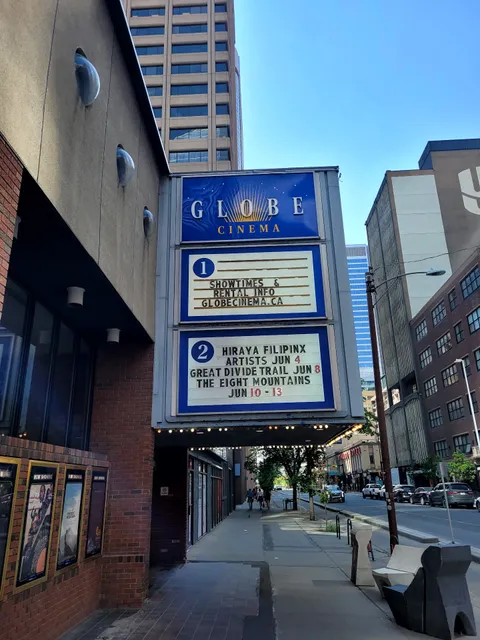 GLOBE
CINEMA
1
SHOWTIMES &
RENTAL INFO
GLOBECINEMA.CA
2
HIRAYA FILIPINX
ARTISTS JUN 4
GREAT DIVIDE TRAIL JUN 8
THE EIGHT MOUNTAINS
JUN 10 - 13